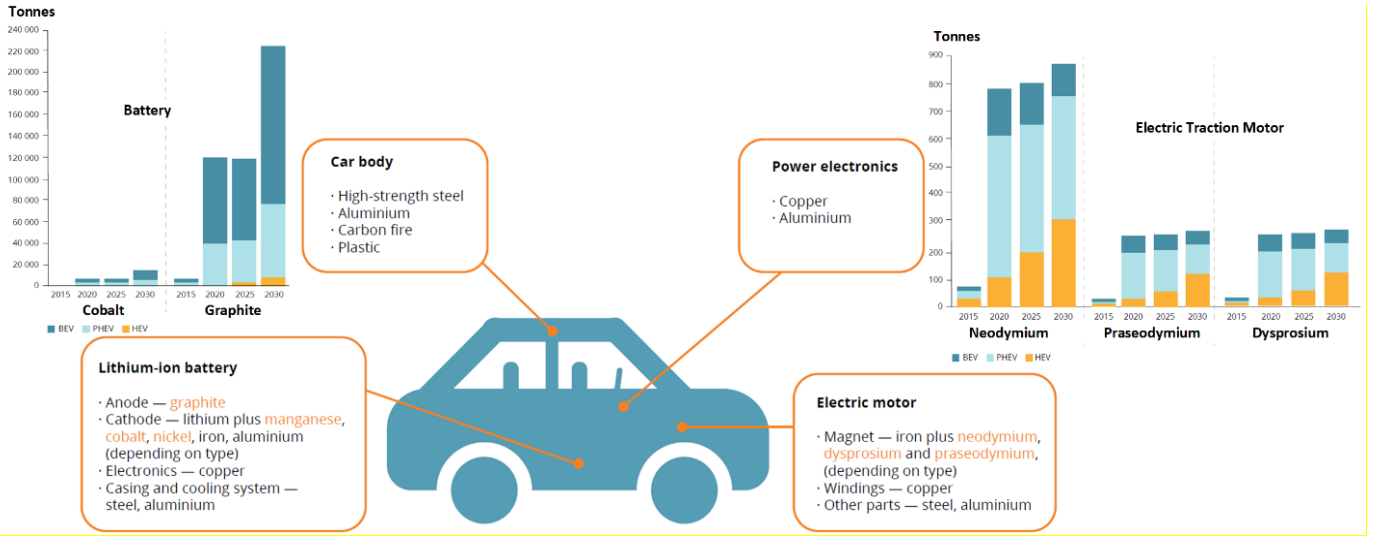 Tonnes
240 000
220 000
200 000
180 000
160 000
140 000
120 000
100 000
80 000
60 000
40 000
20 000
0
Battery
2015 2020 2025 2030 2015 2020 2025 2030
Cobalt Graphite
BEV PHEV HEV
Car body
· High-strength steel
· Aluminium
· Carbon fire
· Plastic
Power electronics
· Copper
· Aluminium
Tonnes
900
800
700
600
500
400
300
200
100
0
Electric Traction Motor
2015 2020 2025 2030 2015 2020 2025 2030 2015 2020 2025 2030
Neodymium Praseodymium Dysprosium
BEV PHEV HEV
Lithium-ion battery
· Anode — graphite
· Cathode — lithium plus manganese,
cobalt, nickel, iron, aluminium
(depending on type)
· Electronics — copper
· Casing and cooling system —
steel, aluminium
Electric motor
· Magnet — iron plus neodymium,
dysprosium and praseodymium,
(depending on type)
· Windings — copper
· Other parts — steel, aluminium